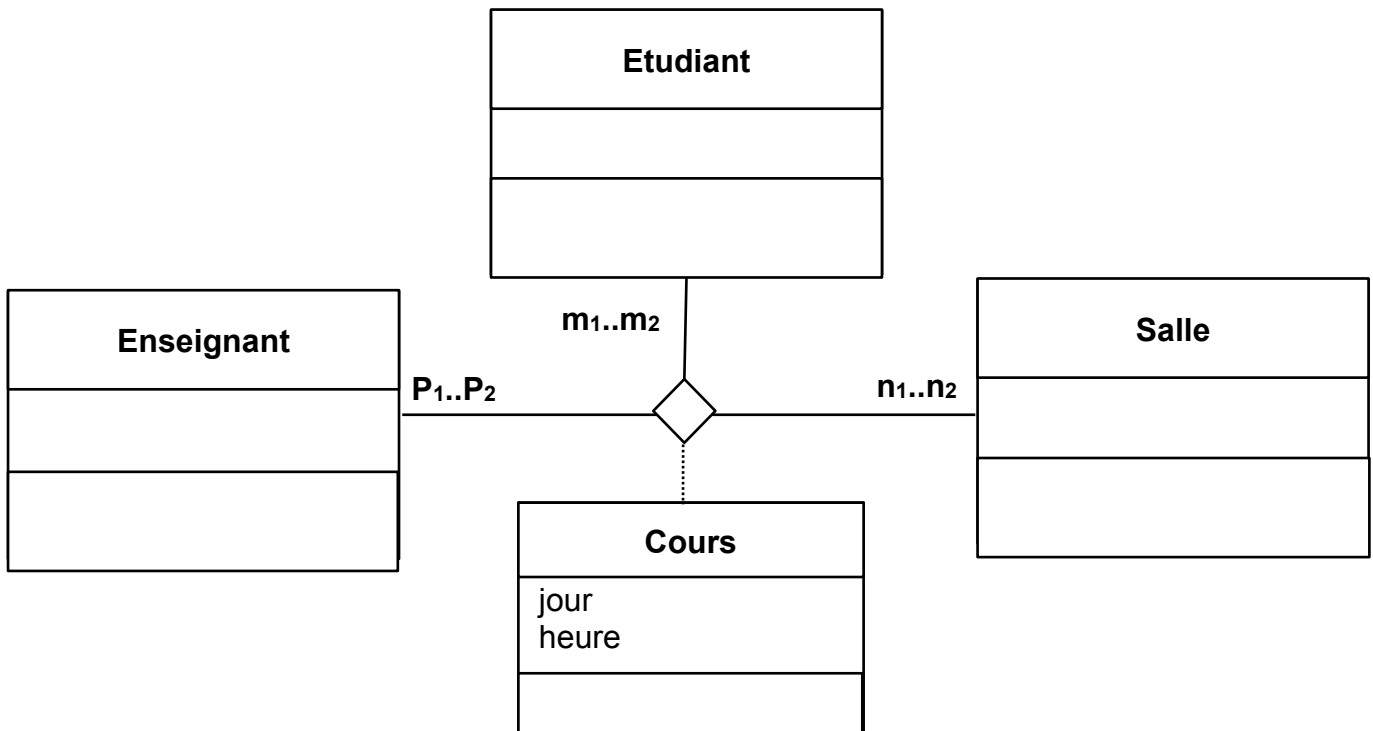 Etudiant
m₁..m₂
Enseignant
Salle
P₁..P₂
n₁..n₂
Cours
jour
heure